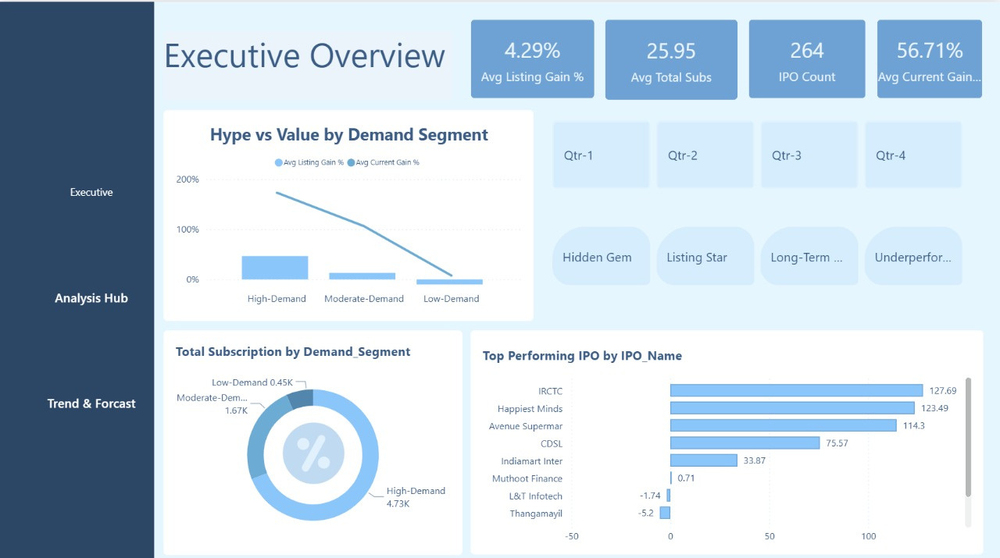 Executive Overview
4.29%
Avg Listing Gain %
25.95
Avg Total Subs
264
IPO Count
56.71%
Avg Current Gain...
Executive
Analysis Hub
Trend & Forcast
Hype vs Value by Demand Segment
Avg Listing Gain % Avg Current Gain %
200%
100%
0%
High-Demand Moderate-Demand Low-Demand
Qtr-1 Qtr-2 Qtr-3 Qtr-4
Hidden Gem Listing Star Long-Term ... Underperfor...
Total Subscription by Demand_Segment
Low-Demand 0.45K
Moderate-Dem...
1.67K
%
High-Demand
4.73K
Top Performing IPO by IPO_Name
IRCTC 127.69
Happiest Minds 123.49
Avenue Supermar 114.3
CDSL 75.57
Indiamart Inter 33.87
Muthoot Finance 0.71
L&T Infotech -1.74
Thangamayil -5.2
-50 0 50 100